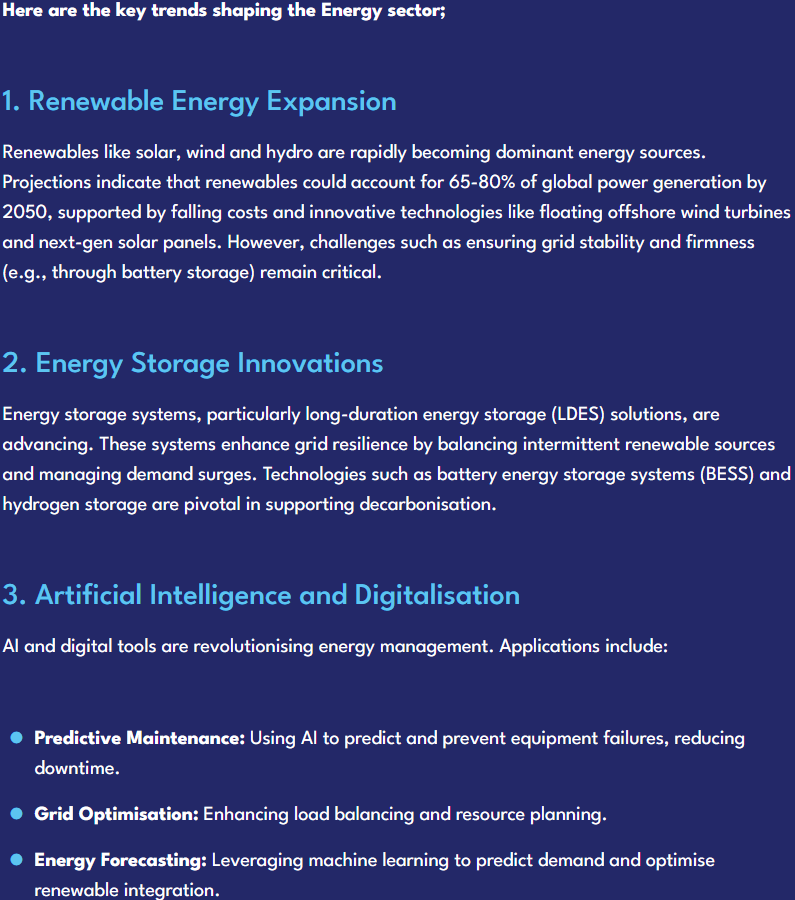 Here are the key trends shaping the Energy sector;
1. Renewable Energy Expansion
Renewables like solar, wind and hydro are rapidly becoming dominant energy sources.
Projections indicate that renewables could account for 65-80% of global power generation by
2050, supported by falling costs and innovative technologies like floating offshore wind turbines
and next-gen solar panels. However, challenges such as ensuring grid stability and firmness
(e.g., through battery storage) remain critical.
2. Energy Storage Innovations
Energy storage systems, particularly long-duration energy storage (LDES) solutions, are
advancing. These systems enhance grid resilience by balancing intermittent renewable sources
and managing demand surges. Technologies such as battery energy storage systems (BESS) and
hydrogen storage are pivotal in supporting decarbonisation.
3. Artificial Intelligence and Digitalisation
AI and digital tools are revolutionising energy management. Applications include:
Predictive Maintenance: Using AI to predict and prevent equipment failures, reducing
downtime.
Grid Optimisation: Enhancing load balancing and resource planning.
Energy Forecasting: Leveraging machine learning to predict demand and optimise
renewable integration.